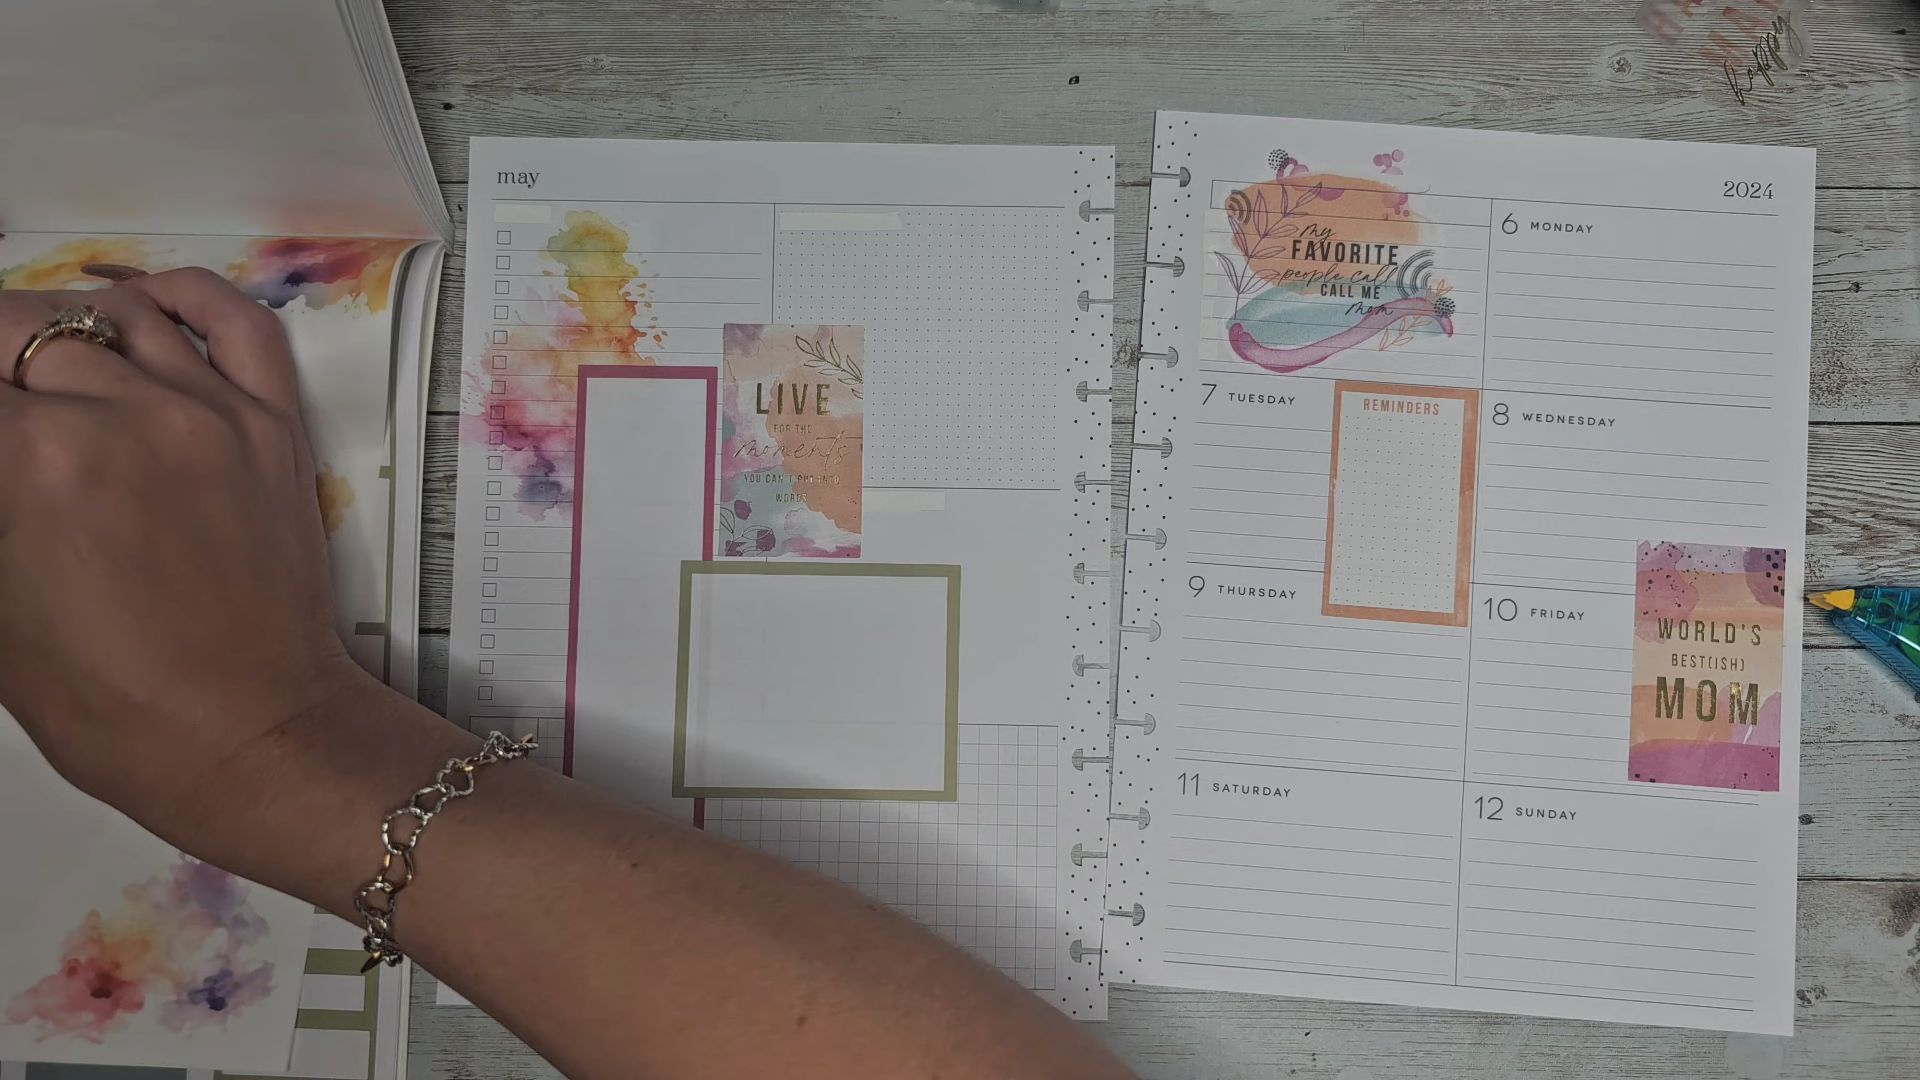 may
LIVE
FOR THE
moments
YOU CAN'T PUT INTO
WORDS
2024
my
FAVORITE
people call
CALL ME
mom
6 MONDAY
7 TUESDAY
REMINDERS
8 WEDNESDAY
9 THURSDAY
10 FRIDAY
WORLD'S
BEST(ISH)
MOM
11 SATURDAY
12 SUNDAY
happy